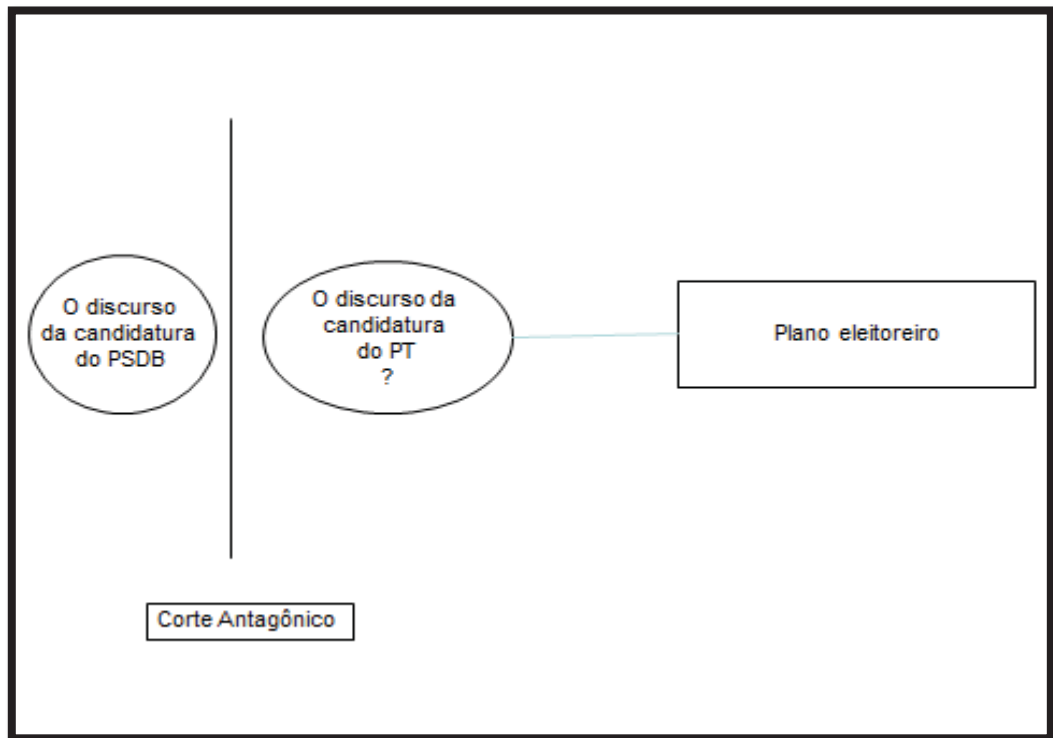 O discurso
da candidatura
do PSDB
O discurso da
candidatura
do PT
?
Plano eleitoreiro
Corte Antagônico